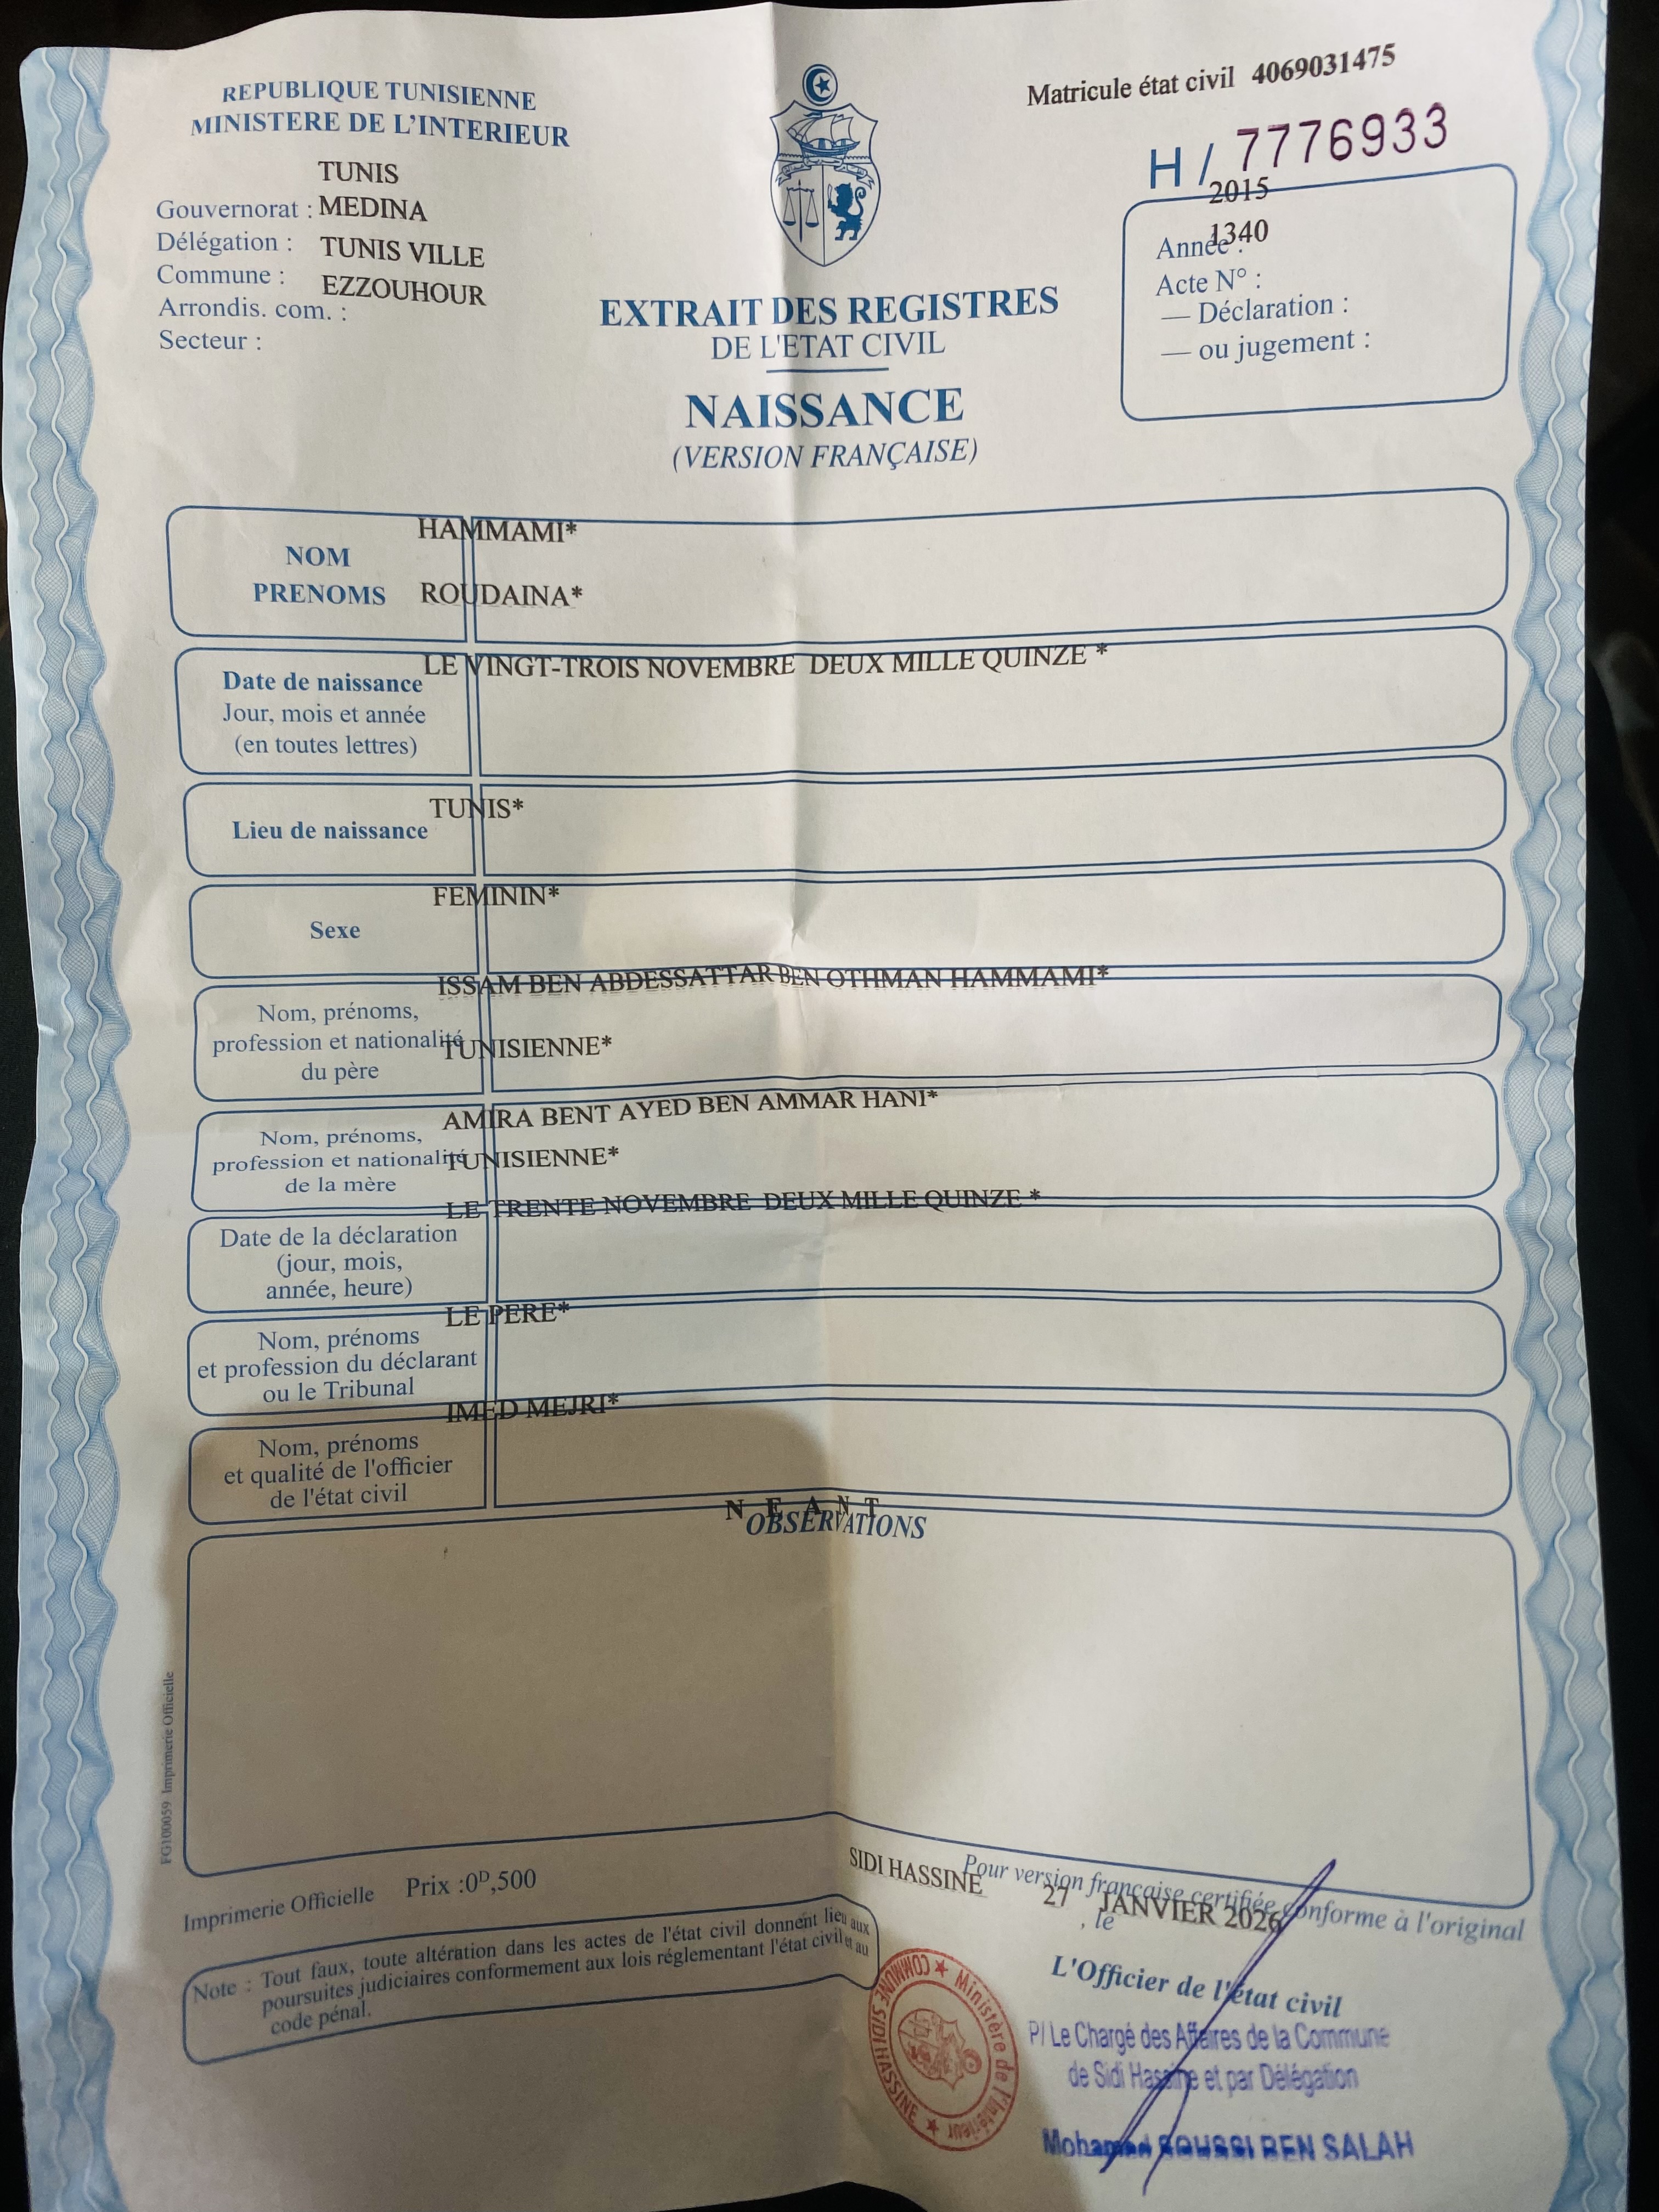 REPUBLIQUE TUNISIENNE
MINISTERE DE L'INTERIEUR
Matricule état civil 4069031475
H / 7776933
TUNIS
Gouvernorat : MEDINA
Délégation : TUNIS VILLE
Commune : EZZOUHOUR
Arrondis. com. :
Secteur :
2015
1340
Année :
Acte N° :
— Déclaration :
— ou jugement :
EXTRAIT DES REGISTRES
DE L'ETAT CIVIL
NAISSANCE
(VERSION FRANÇAISE)
HAMMAMI*
NOM
PRENOMS ROUDAINA*
LE VINGT-TROIS NOVEMBRE DEUX MILLE QUINZE *
Date de naissance
Jour, mois et année
(en toutes lettres)
TUNIS*
Lieu de naissance
FEMININ*
Sexe
ISSAM BEN ABDESSATTAR BEN OTHMAN HAMMAMI*
Nom, prénoms,
profession et nationalité
TUNISIENNE*
du père
AMIRA BENT AYED BEN AMMAR HANI*
Nom, prénoms,
profession et nationalité
TUNISIENNE*
de la mère
LE TRENTE NOVEMBRE DEUX MILLE QUINZE *
Date de la déclaration
(jour, mois,
année, heure)
LE PERE*
Nom, prénoms
et profession du déclarant
ou le Tribunal
IMED MEJRI*
Nom, prénoms
et qualité de l'officier
de l'état civil
N E A N T
OBSERVATIONS
FG100059 Imprimerie Officielle
Imprimerie Officielle Prix :0ᴰ,500
Note : Tout faux, toute altération dans les actes de l'état civil donnent lieu aux
poursuites judiciaires conformement aux lois réglementant l'état civil et au
code pénal.
Pour version française certifiée conforme à l'original
SIDI HASSINE 27 JANVIER 2026
, le
L'Officier de l'état civil
P/ Le Chargé des Affaires de la Commune
de Sidi Hassine et par Délégation
Mohamed SOUSSI BEN SALAH
Ministère de l'Intérieur
COMMUNE SIDI HASSINE